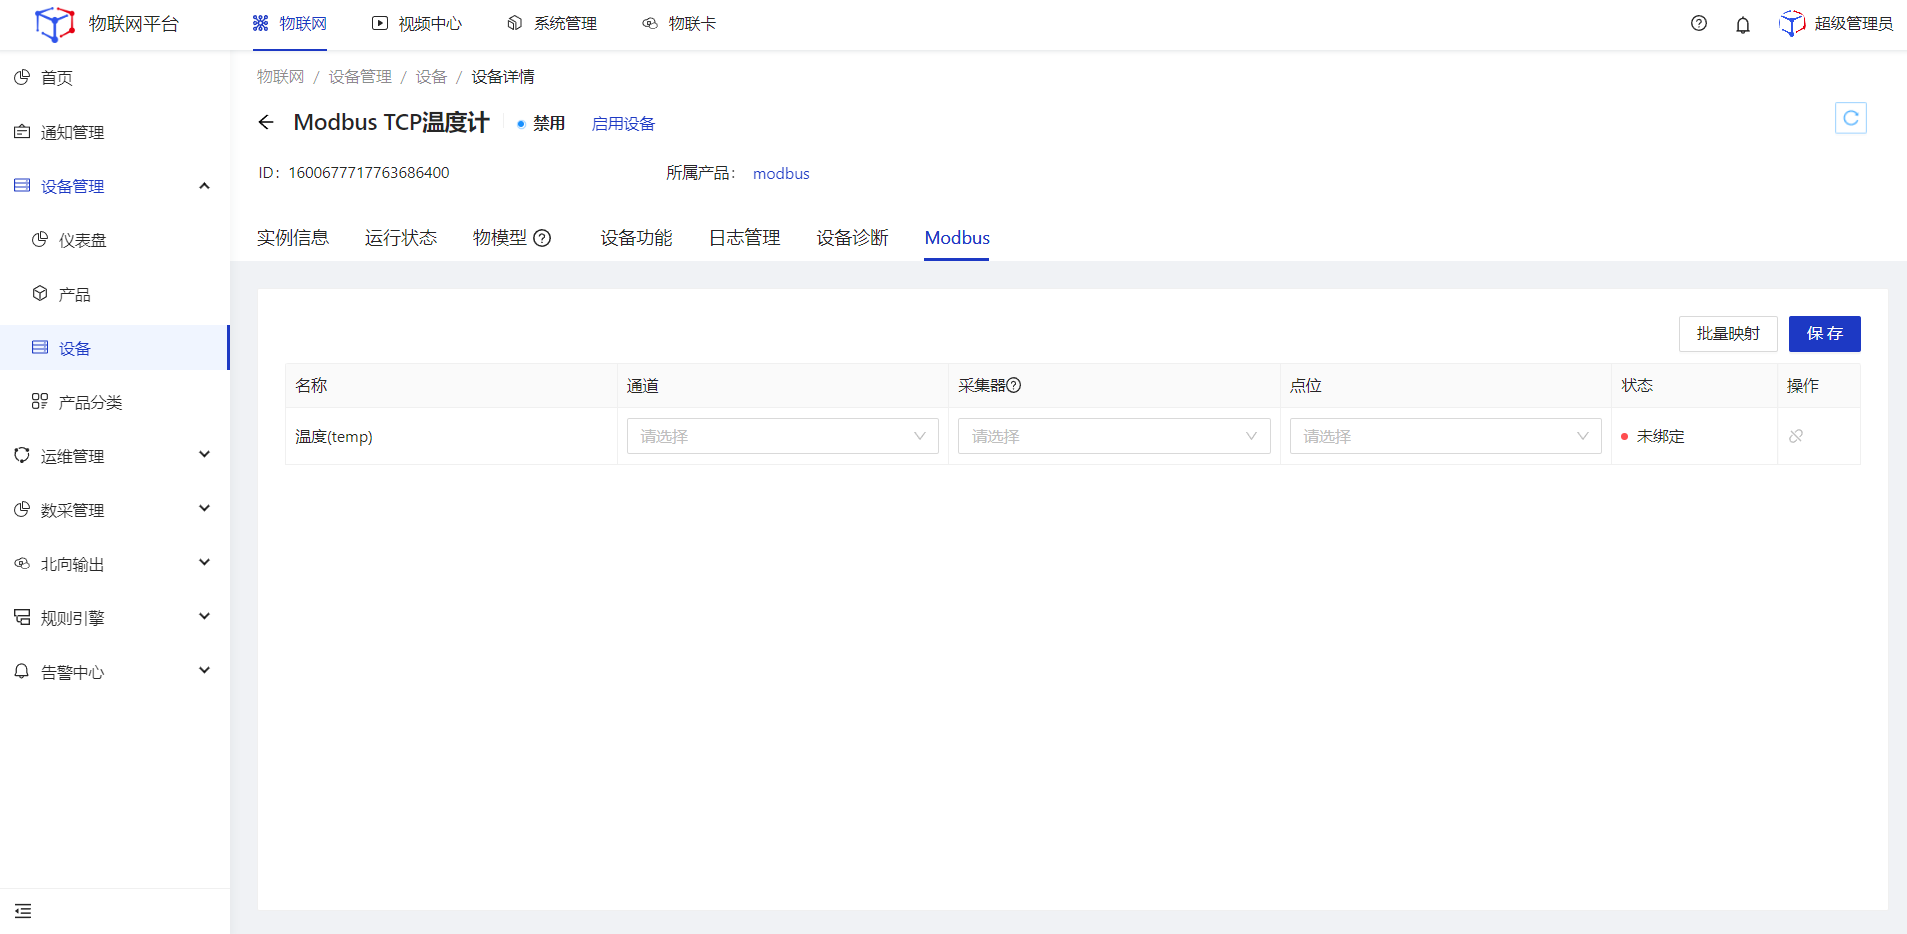 物联网平台
物联网 视频中心 系统管理 物联卡
超级管理员
首页
通知管理
设备管理
仪表盘
产品
设备
产品分类
运维管理
数采管理
北向输出
规则引擎
告警中心
物联网 / 设备管理 / 设备 / 设备详情
Modbus TCP温度计 禁用 启用设备
ID: 1600677717763686400 所属产品: modbus
实例信息 运行状态 物模型 设备功能 日志管理 设备诊断 Modbus
批量映射 保 存
名称 通道 采集器 点位 状态 操作
温度(temp) 请选择 请选择 请选择 未绑定